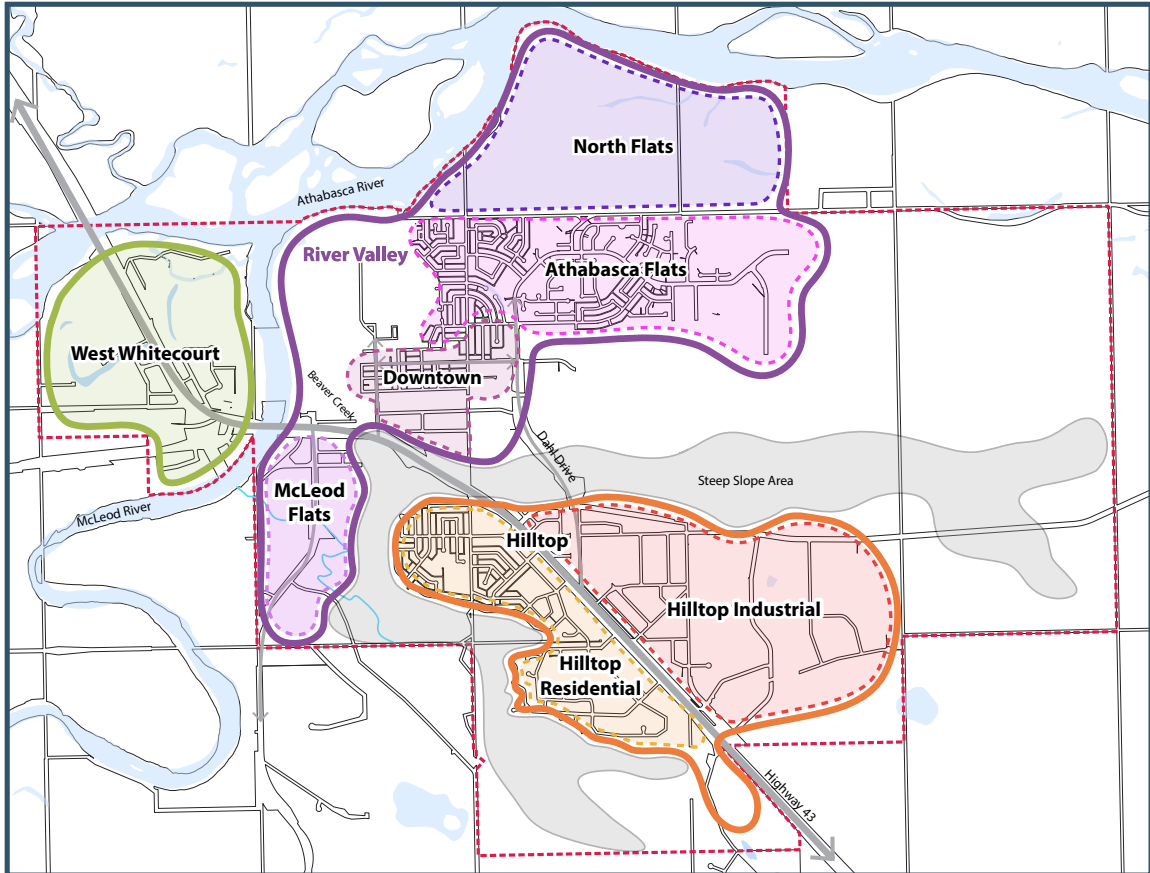 North Flats
Athabasca River
River Valley
Athabasca Flats
West Whitecourt
Downtown
Beaver Creek
Dahl Drive
Steep Slope Area
McLeod
Flats
McLeod River
Hilltop
Hilltop Industrial
Hilltop
Residential
Highway 43